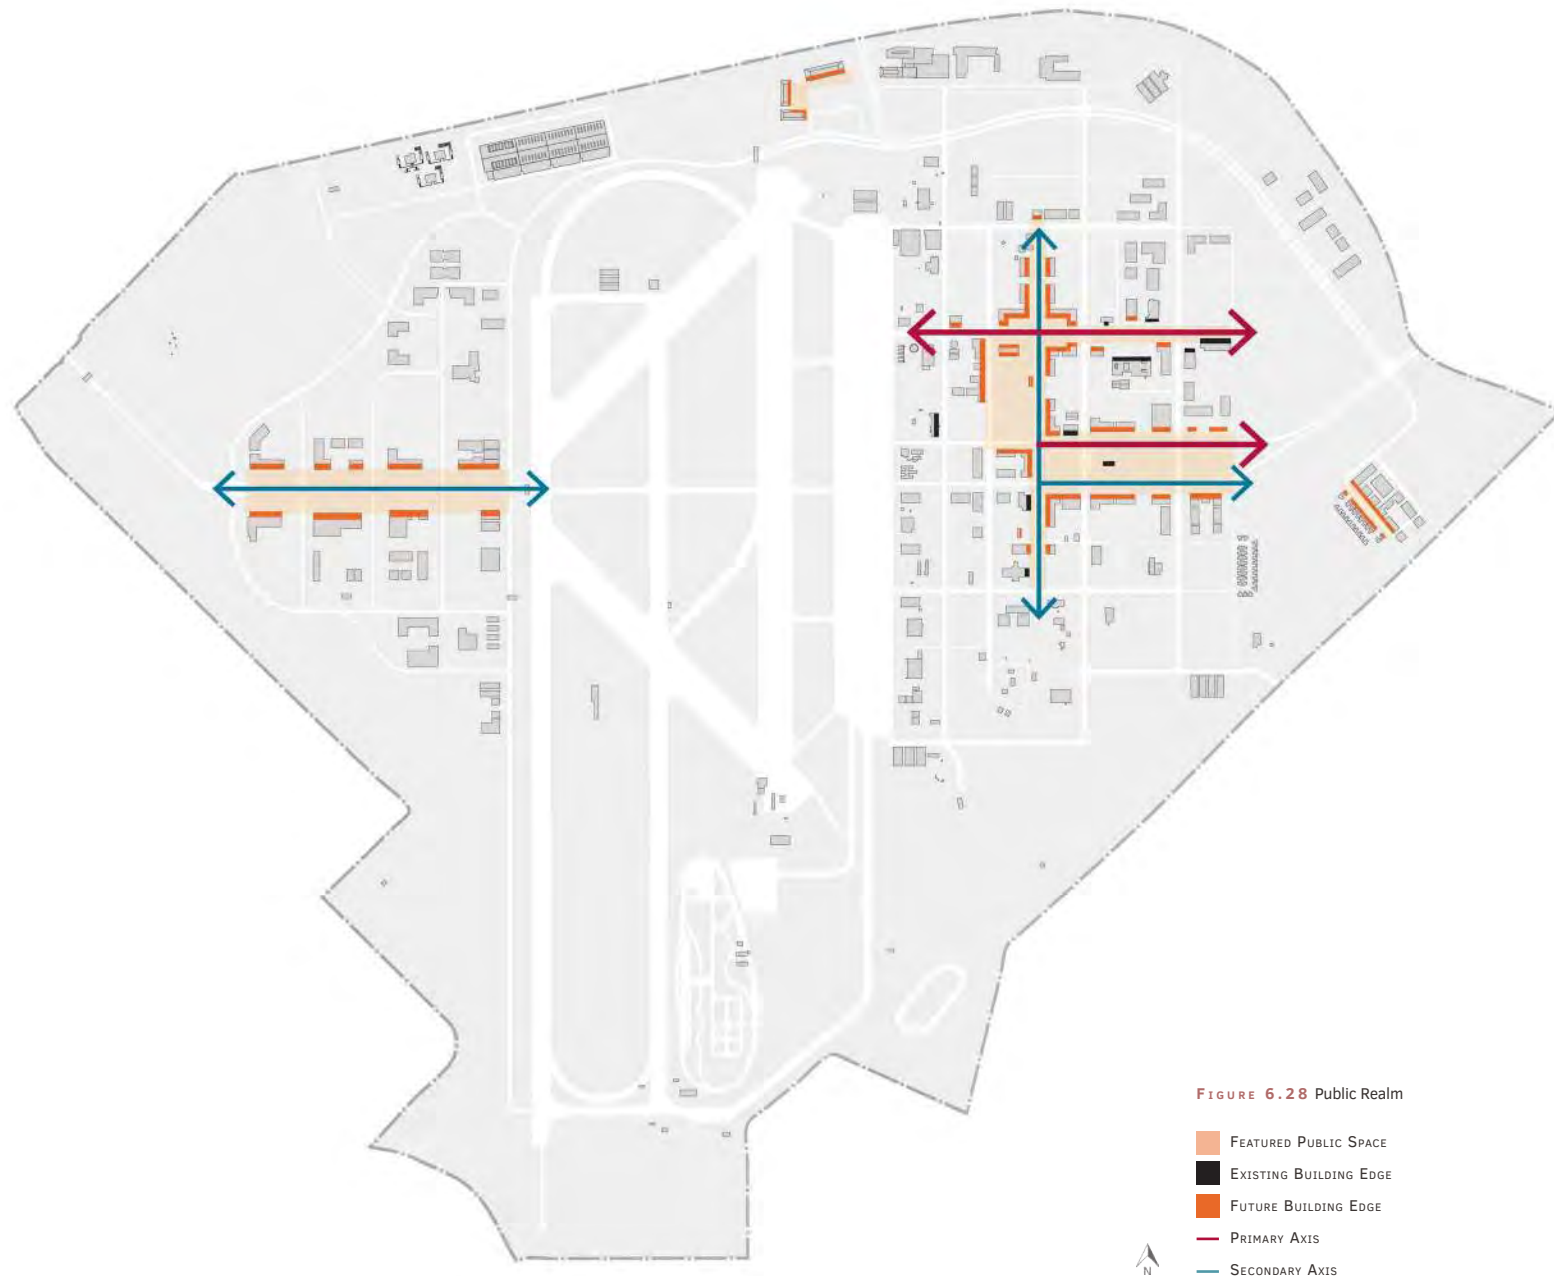 FIGURE 6.28 Public Realm
FEATURED PUBLIC SPACE
EXISTING BUILDING EDGE
FUTURE BUILDING EDGE
PRIMARY AXIS
N
SECONDARY AXIS